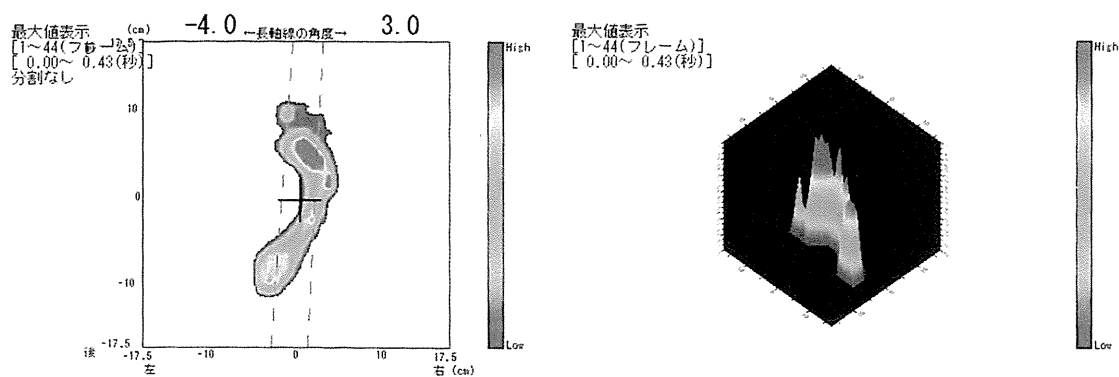 最大値表示
[1~44(フレーム)]
[ 0.00~ 0.43(秒)]
分割なし
(cm)
-4.0 ←長軸線の角度→ 3.0
17.5
10
0
-10
-17.5
後
-17.5 -10 0 10 17.5
左 右 (cm)
High
Low
最大値表示
[1~44(フレーム)]
[ 0.00~ 0.43(秒)]
High
Low